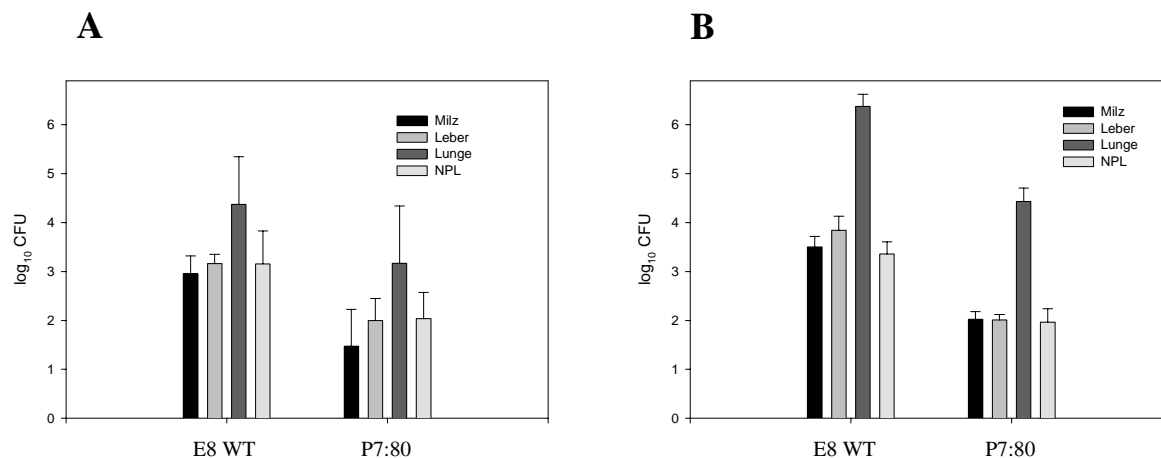 A
log10 CFU
6
5
4
3
2
1
0
Milz
Leber
Lunge
NPL
E8 WT
P7:80
B
log10 CFU
6
5
4
3
2
1
0
Milz
Leber
Lunge
NPL
E8 WT
P7:80